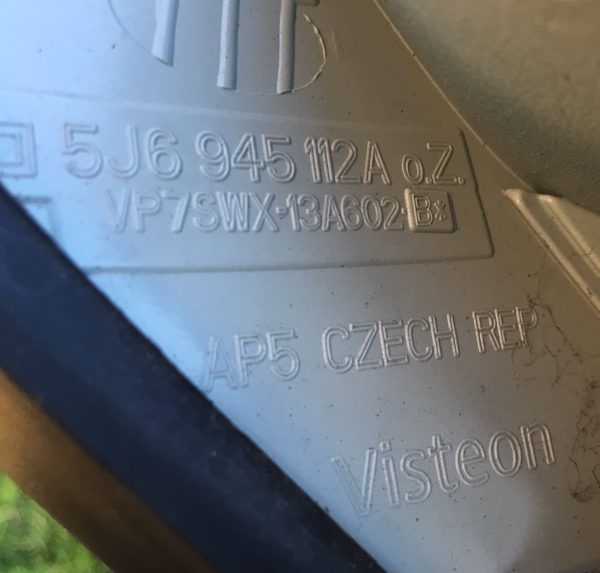 5J6 945 112A o.Z.
VP7SWX-13A602-B*
AP5 CZECH REP
Visteon